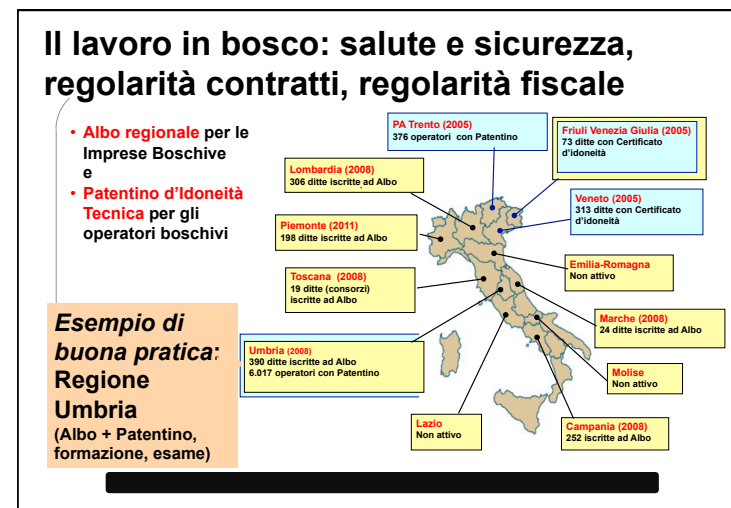 Il lavoro in bosco: salute e sicurezza,
regolarità contratti, regolarità fiscale
• Albo regionale per le
Imprese Boschive
e
• Patentino d'Idoneità
Tecnica per gli
operatori boschivi
PA Trento (2005)
376 operatori con Patentino
Friuli Venezia Giulia (2005)
73 ditte con Certificato
d'idoneità
Lombardia (2008)
306 ditte iscritte ad Albo
Veneto (2005)
313 ditte con Certificato
d'idoneità
Piemonte (2011)
198 ditte iscritte ad Albo
Emilia-Romagna
Non attivo
Toscana (2008)
19 ditte (consorzi)
iscritte ad Albo
Marche (2008)
24 ditte iscritte ad Albo
Esempio di
buona pratica:
Regione
Umbria
(Albo + Patentino,
formazione, esame)
Umbria (2008)
390 ditte iscritte ad Albo
6.017 operatori con Patentino
Molise
Non attivo
Lazio
Non attivo
Campania (2008)
252 iscritte ad Albo